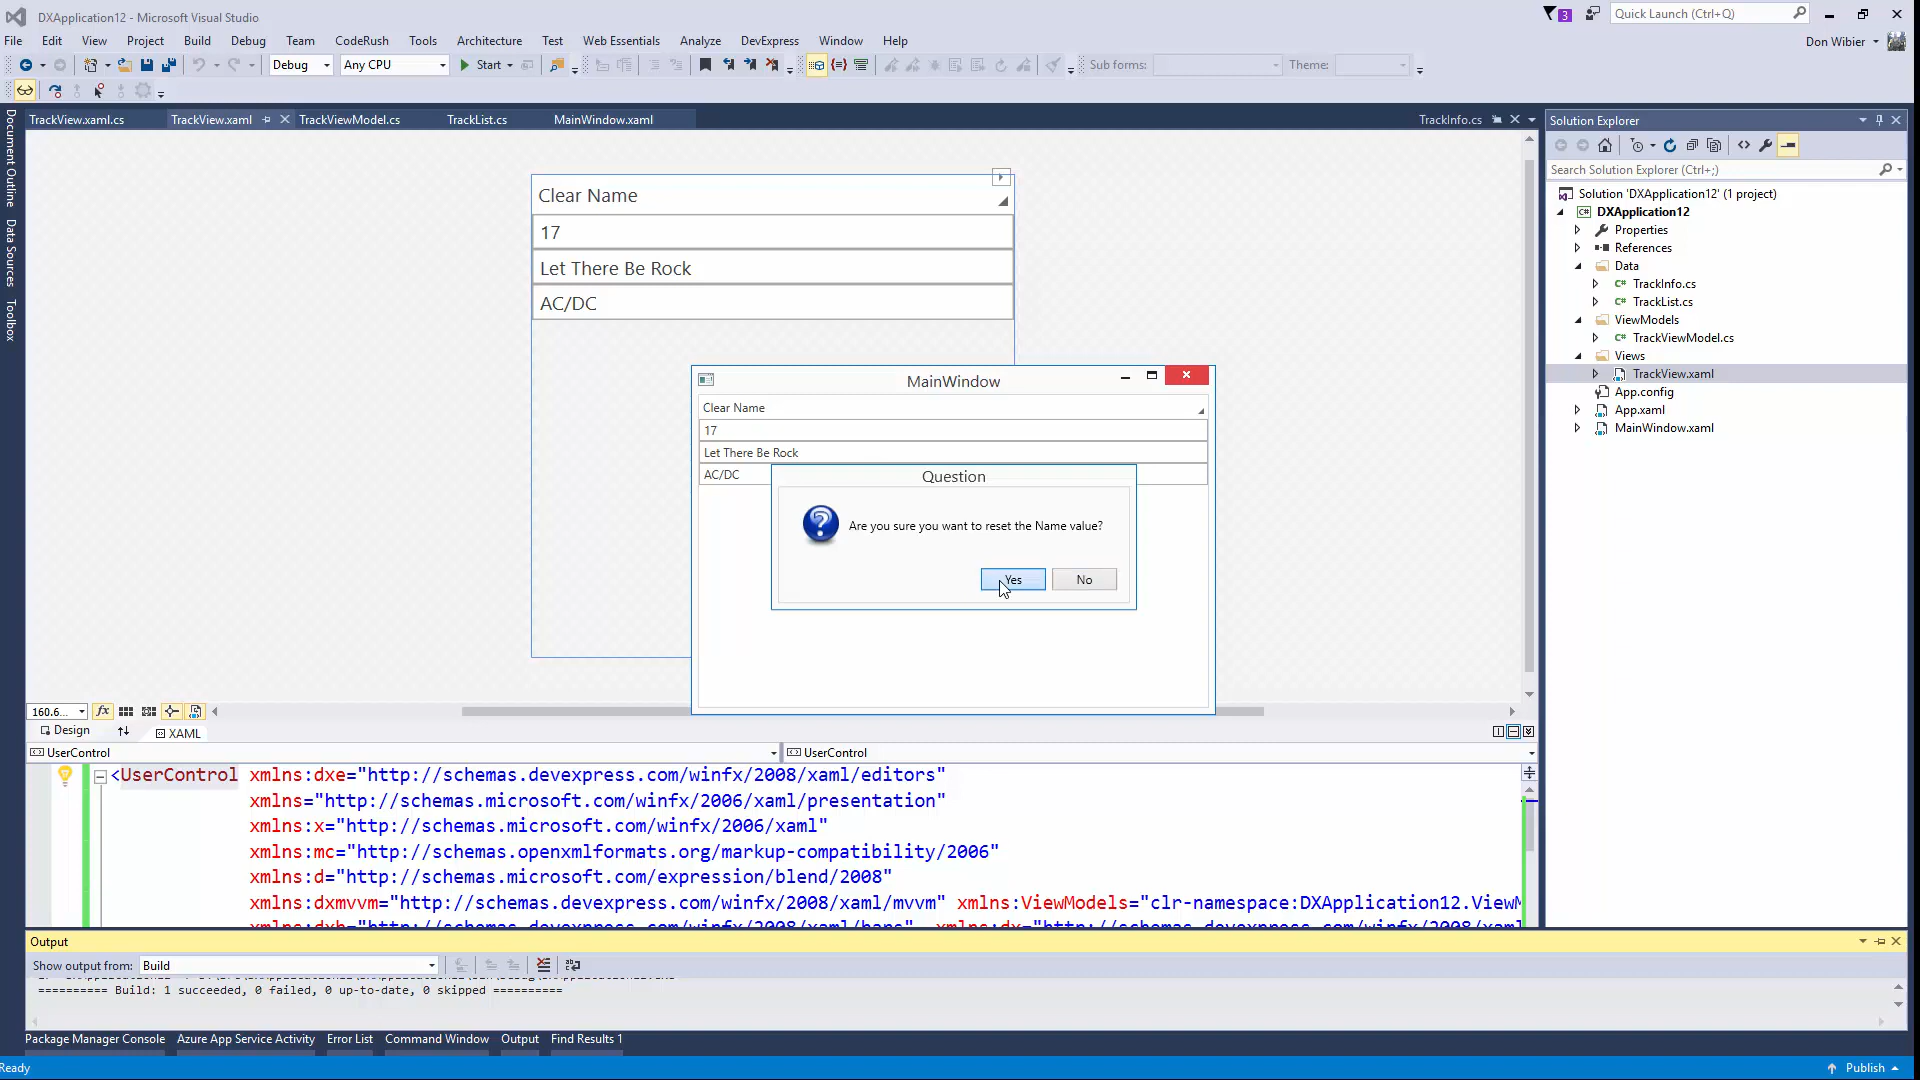 DXApplication12 - Microsoft Visual Studio
3
Quick Launch (Ctrl+Q)
File Edit View Project Build Debug Team CodeRush Tools Architecture Test Web Essentials Analyze DevExpress Window Help
Don Wibier
Debug Any CPU Start Sub forms: Theme:
TrackView.xaml.cs TrackView.xaml TrackViewModel.cs TrackList.cs MainWindow.xaml TrackInfo.cs
Document Outline
Data Sources
Toolbox
Clear Name
17
Let There Be Rock
AC/DC
MainWindow
Clear Name
17
Let There Be Rock
AC/DC
Question
Are you sure you want to reset the Name value?
Yes No
Solution Explorer
Search Solution Explorer (Ctrl+;)
Solution 'DXApplication12' (1 project)
DXApplication12
Properties
References
Data
TrackInfo.cs
TrackList.cs
ViewModels
TrackViewModel.cs
Views
TrackView.xaml
App.config
App.xaml
MainWindow.xaml
160.6...
Design XAML
UserControl UserControl
<UserControl xmlns:dxe="http://schemas.devexpress.com/winfx/2008/xaml/editors"
xmlns="http://schemas.microsoft.com/winfx/2006/xaml/presentation"
xmlns:x="http://schemas.microsoft.com/winfx/2006/xaml"
xmlns:mc="http://schemas.openxmlformats.org/markup-compatibility/2006"
xmlns:d="http://schemas.microsoft.com/expression/blend/2008"
xmlns:dxmvvm="http://schemas.devexpress.com/winfx/2008/xaml/mvvm" xmlns:ViewModels="clr-namespace:DXApplication12.ViewM
Output
Show output from: Build
========== Build: 1 succeeded, 0 failed, 0 up-to-date, 0 skipped ==========
Package Manager Console Azure App Service Activity Error List Command Window Output Find Results 1
Ready
Publish